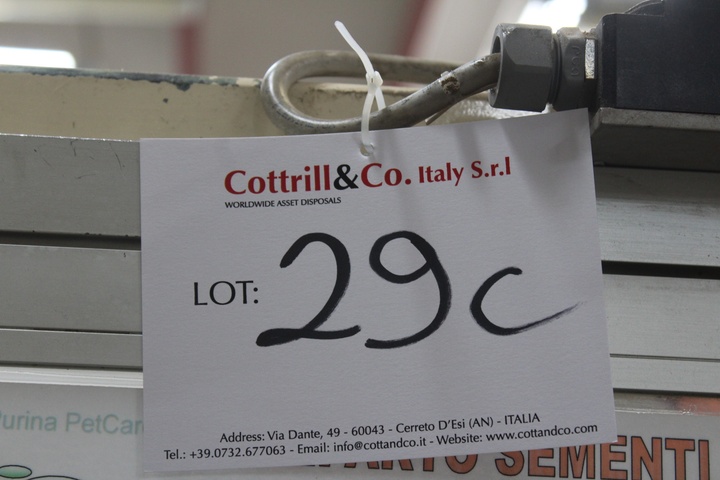 Cottrill&Co. Italy S.r.l
WORLDWIDE ASSET DISPOSALS
LOT: 29c
Address: Via Dante, 49 - 60043 - Cerreto D'Esi (AN) - ITALIA
Tel.: +39.0732.677063 - Email: info@cottandco.it - Website: www.cottandco.com
Purina PetCar
SEMENTI